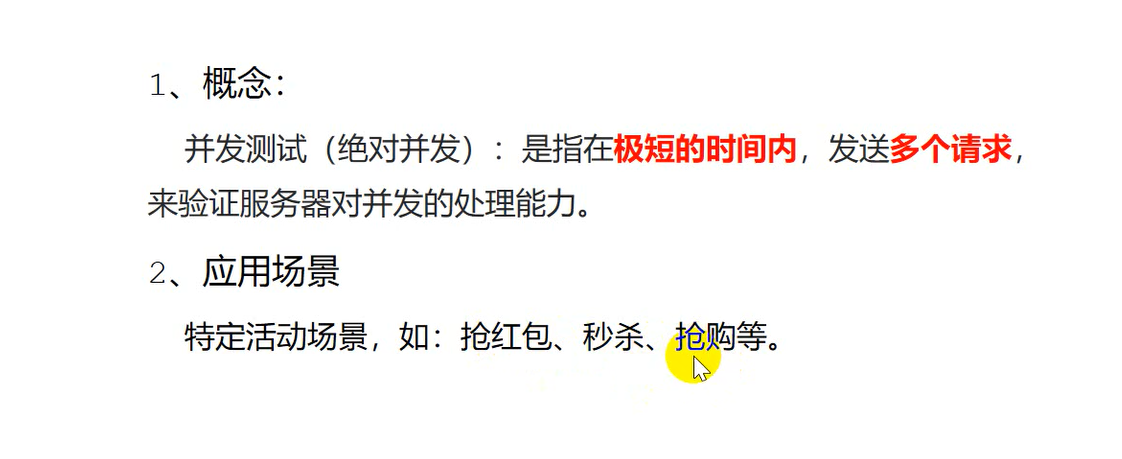 1、概念：
并发测试（绝对并发）：是指在极短的时间内，发送多个请求，
来验证服务器对并发的处理能力。
2、应用场景
特定活动场景，如：抢红包、秒杀、抢购等。